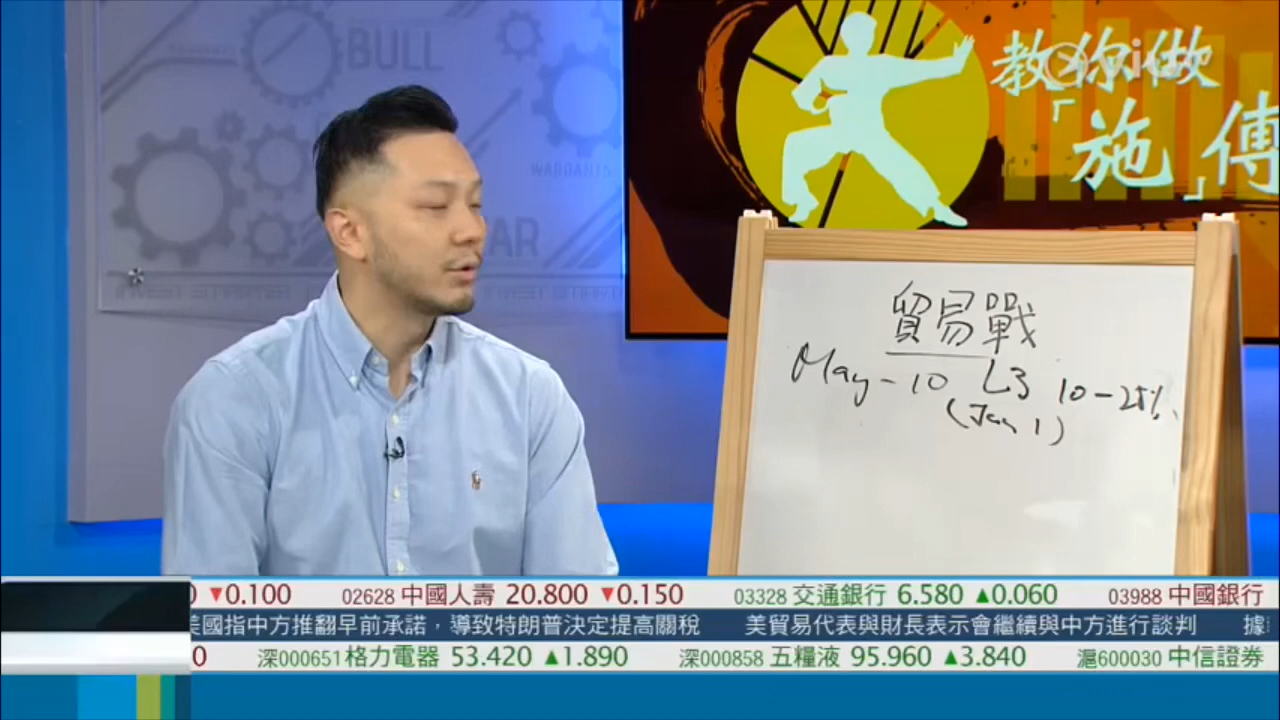 BULL
WARRANTS
教你做
「施」傅
貿易戰
May-10 L3 10-25%
(Jan 1)
▼0.100 02628 中國人壽 20.800 ▼0.150 03328 交通銀行 6.580 ▲0.060 03988 中國銀行
美國指中方推翻早前承諾，導致特朗普決定提高關稅 美貿易代表與財長表示會繼續與中方進行談判 據
0 深000651 格力電器 53.420 ▲1.890 深000858 五糧液 95.960 ▲3.840 滬600030 中信證券